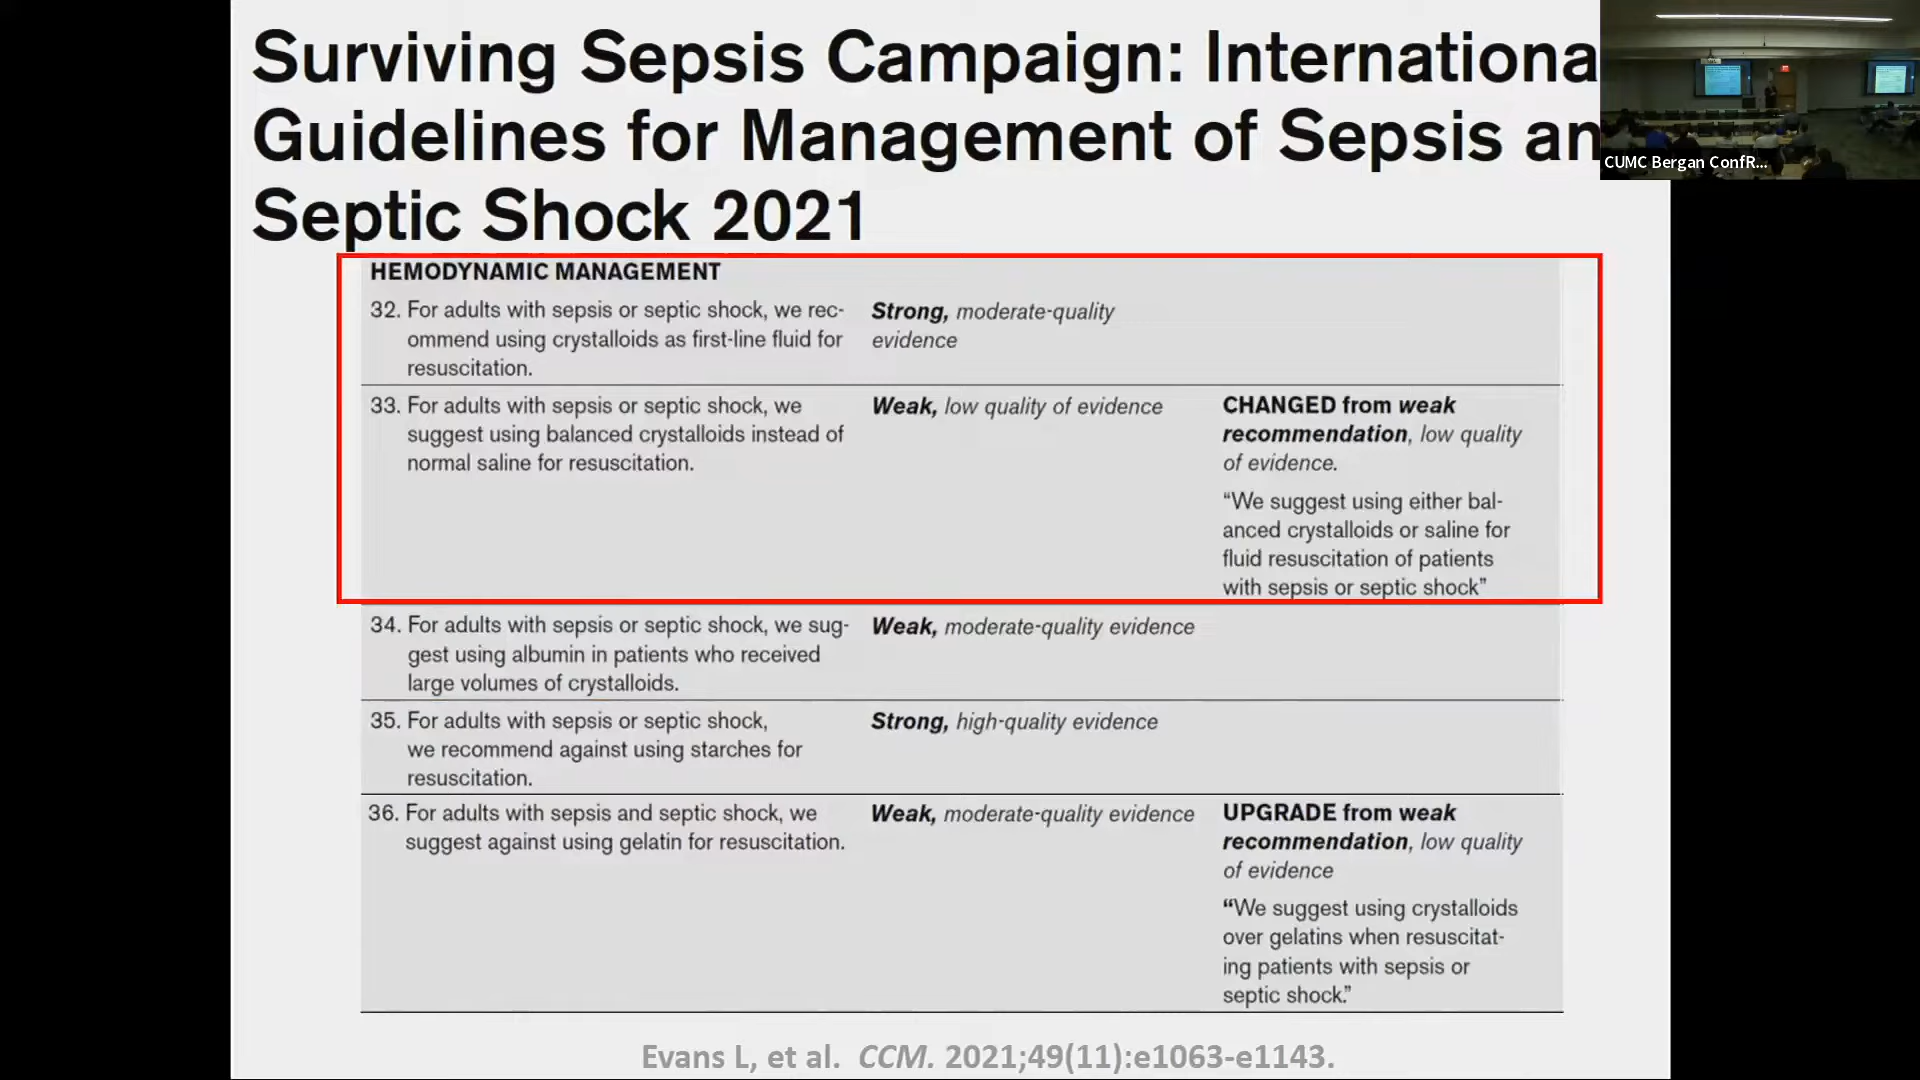 Surviving Sepsis Campaign: Internationa
Guidelines for Management of Sepsis an
Septic Shock 2021
CUMC Bergan ConfR...
HEMODYNAMIC MANAGEMENT
32. For adults with sepsis or septic shock, we rec-
ommend using crystalloids as first-line fluid for
resuscitation.
Strong, moderate-quality
evidence
33. For adults with sepsis or septic shock, we
suggest using balanced crystalloids instead of
normal saline for resuscitation.
Weak, low quality of evidence
CHANGED from weak
recommendation, low quality
of evidence.
“We suggest using either bal-
anced crystalloids or saline for
fluid resuscitation of patients
with sepsis or septic shock”
34. For adults with sepsis or septic shock, we sug-
gest using albumin in patients who received
large volumes of crystalloids.
Weak, moderate-quality evidence
35. For adults with sepsis or septic shock,
we recommend against using starches for
resuscitation.
Strong, high-quality evidence
36. For adults with sepsis and septic shock, we
suggest against using gelatin for resuscitation.
Weak, moderate-quality evidence
UPGRADE from weak
recommendation, low quality
of evidence
“We suggest using crystalloids
over gelatins when resuscitat-
ing patients with sepsis or
septic shock.”
Evans L, et al. CCM. 2021;49(11):e1063-e1143.